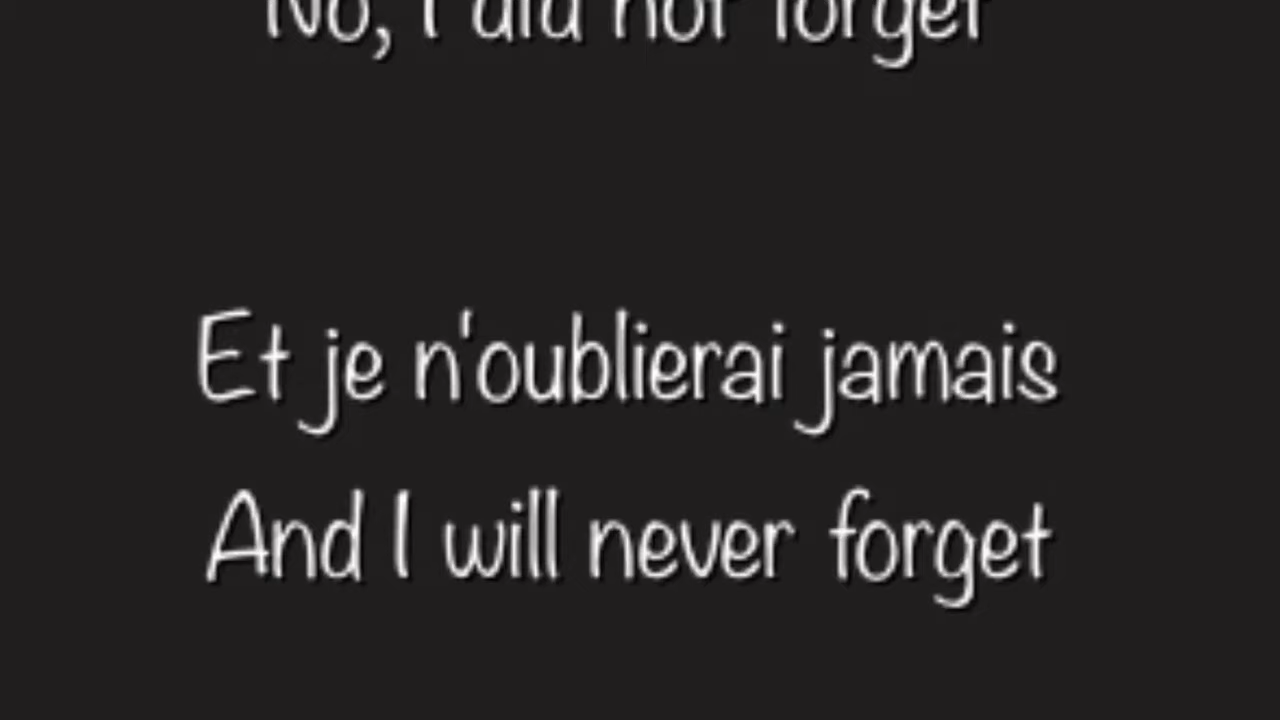 No, I did not forget
Et je n'oublierai jamais
And I will never forget